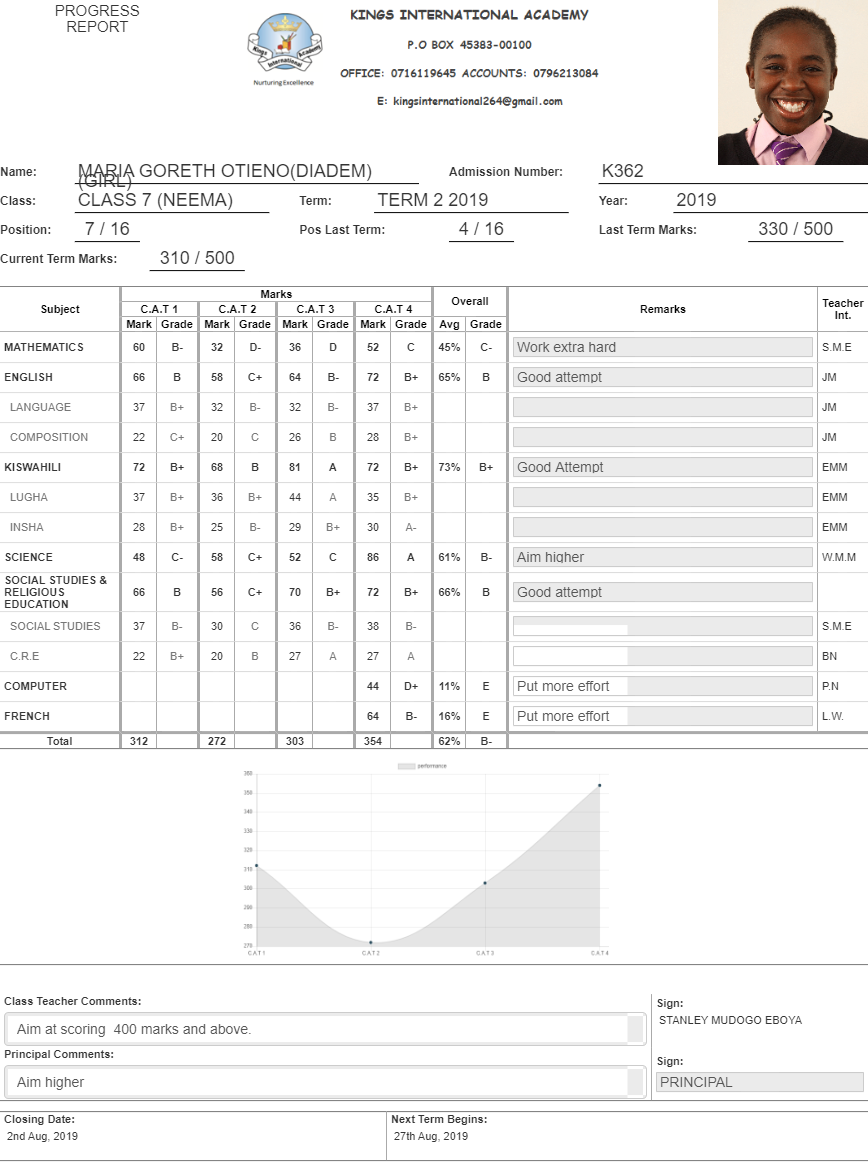 PROGRESS
REPORT
KINGS INTERNATIONAL ACADEMY
P.O BOX 45383-00100
OFFICE: 0716119645 ACCOUNTS: 0796213084
E: kingsinternational264@gmail.com
Kings Academy
International
Nurturing Excellence
Name: MARIA GORETH OTIENO(DIADEM) (GIRL) Admission Number: K362
Class: CLASS 7 (NEEMA) Term: TERM 2 2019 Year: 2019
Position: 7 / 16 Pos Last Term: 4 / 16 Last Term Marks: 330 / 500
Current Term Marks: 310 / 500
Subject Marks Overall Remarks Teacher Int.
C.A.T 1 C.A.T 2 C.A.T 3 C.A.T 4
Mark Grade Mark Grade Mark Grade Mark Grade Avg Grade
MATHEMATICS 60 B- 32 D- 36 D 52 C 45% C- Work extra hard S.M.E
ENGLISH 66 B 58 C+ 64 B- 72 B+ 65% B Good attempt JM
LANGUAGE 37 B+ 32 B- 32 B- 37 B+ JM
COMPOSITION 22 C+ 20 C 26 B 28 B+ JM
KISWAHILI 72 B+ 68 B 81 A 72 B+ 73% B+ Good Attempt EMM
LUGHA 37 B+ 36 B+ 44 A 35 B+ EMM
INSHA 28 B+ 25 B- 29 B+ 30 A- EMM
SCIENCE 48 C- 58 C+ 52 C 86 A 61% B- Aim higher W.M.M
SOCIAL STUDIES &
RELIGIOUS
EDUCATION 66 B 56 C+ 70 B+ 72 B+ 66% B Good attempt
SOCIAL STUDIES 37 B- 30 C 36 B- 38 B- S.M.E
C.R.E 22 B+ 20 B 27 A 27 A BN
COMPUTER 44 D+ 11% E Put more effort P.N
FRENCH 64 B- 16% E Put more effort L.W.
Total 312 272 303 354 62% B-
performance
360
350
340
330
320
310
300
290
280
270
CAT1 CAT2 CAT3 CAT4
Class Teacher Comments:
Aim at scoring 400 marks and above.
Sign:
STANLEY MUDOGO EBOYA
Principal Comments:
Aim higher
Sign:
PRINCIPAL
Closing Date:
2nd Aug, 2019
Next Term Begins:
27th Aug, 2019